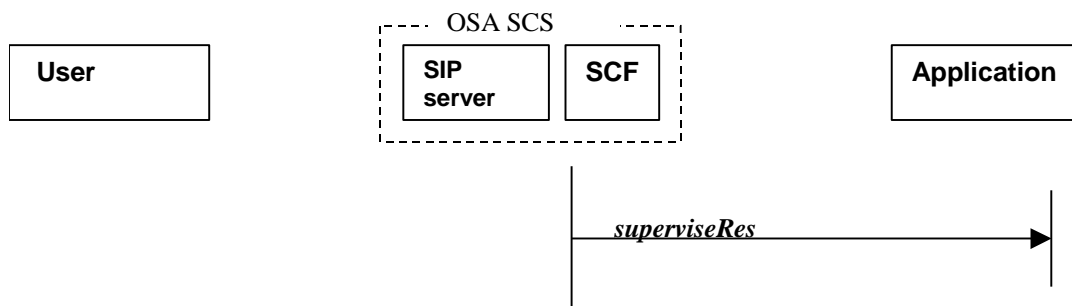 OSA SCS
User
SIP
server
SCF
Application
superviseRes